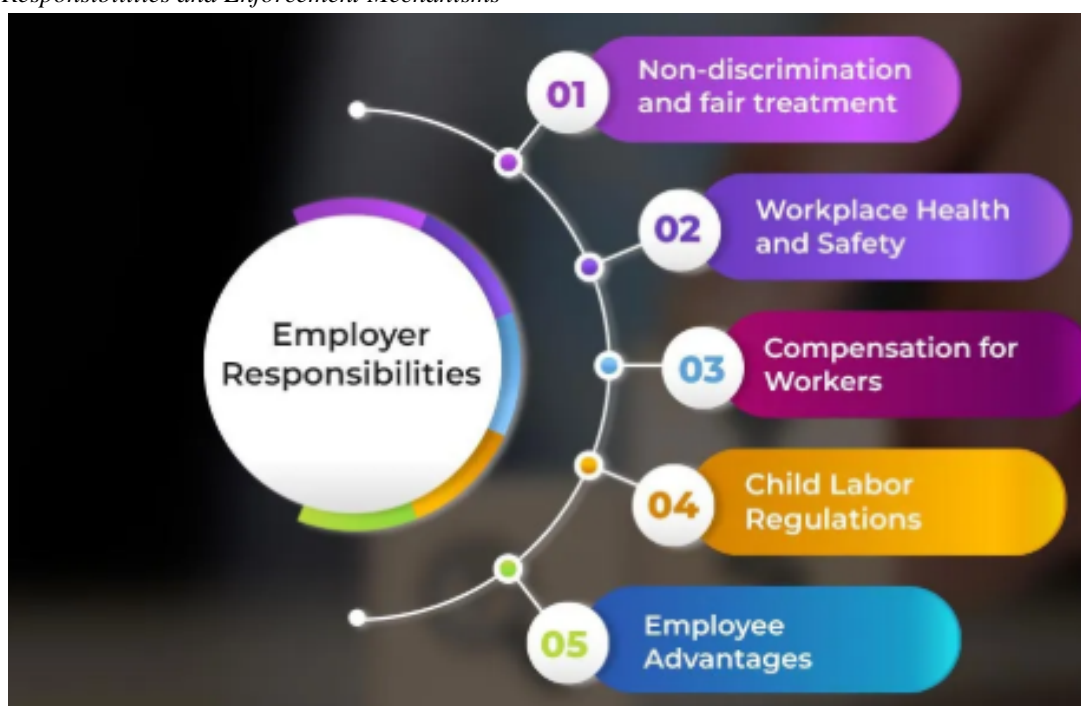 Responsibilities and Enforcement Mechanisms
01
Non-discrimination
and fair treatment
02
Workplace Health
and Safety
Employer
Responsibilities
03
Compensation for
Workers
04
Child Labor
Regulations
05
Employee
Advantages